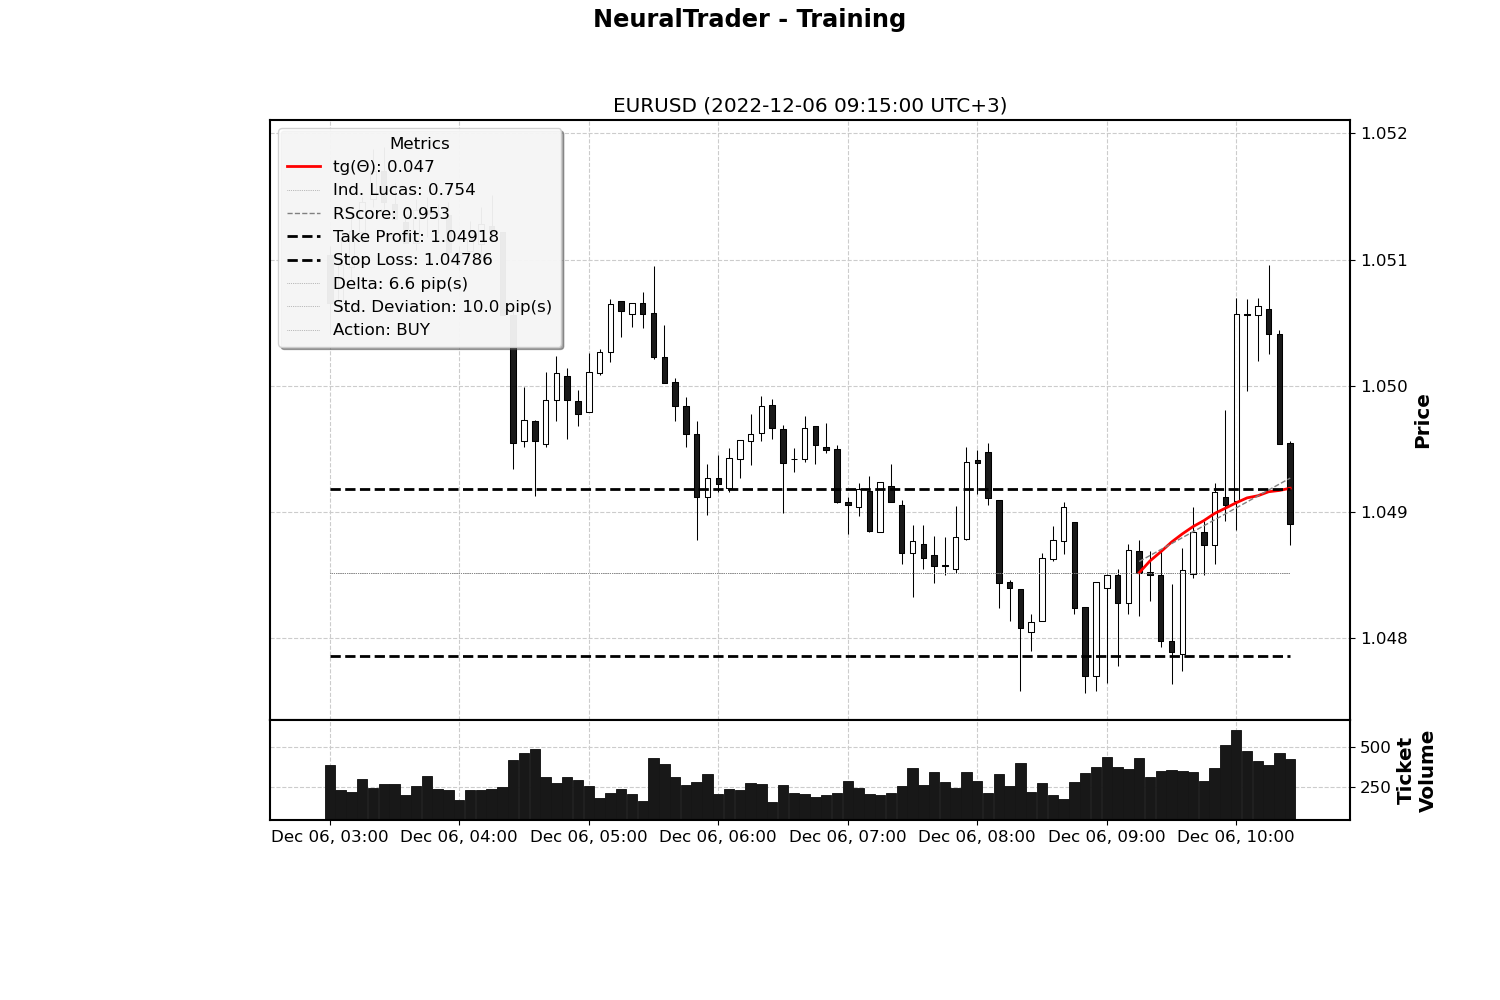 NeuralTrader - Training
EURUSD (2022-12-06 09:15:00 UTC+3)
Metrics
tg(Θ): 0.047
Ind. Lucas: 0.754
RScore: 0.953
Take Profit: 1.04918
Stop Loss: 1.04786
Delta: 6.6 pip(s)
Std. Deviation: 10.0 pip(s)
Action: BUY
1.052
1.051
1.050
1.049
1.048
Price
500
250
Ticket
Volume
Dec 06, 03:00 Dec 06, 04:00 Dec 06, 05:00 Dec 06, 06:00 Dec 06, 07:00 Dec 06, 08:00 Dec 06, 09:00 Dec 06, 10:00